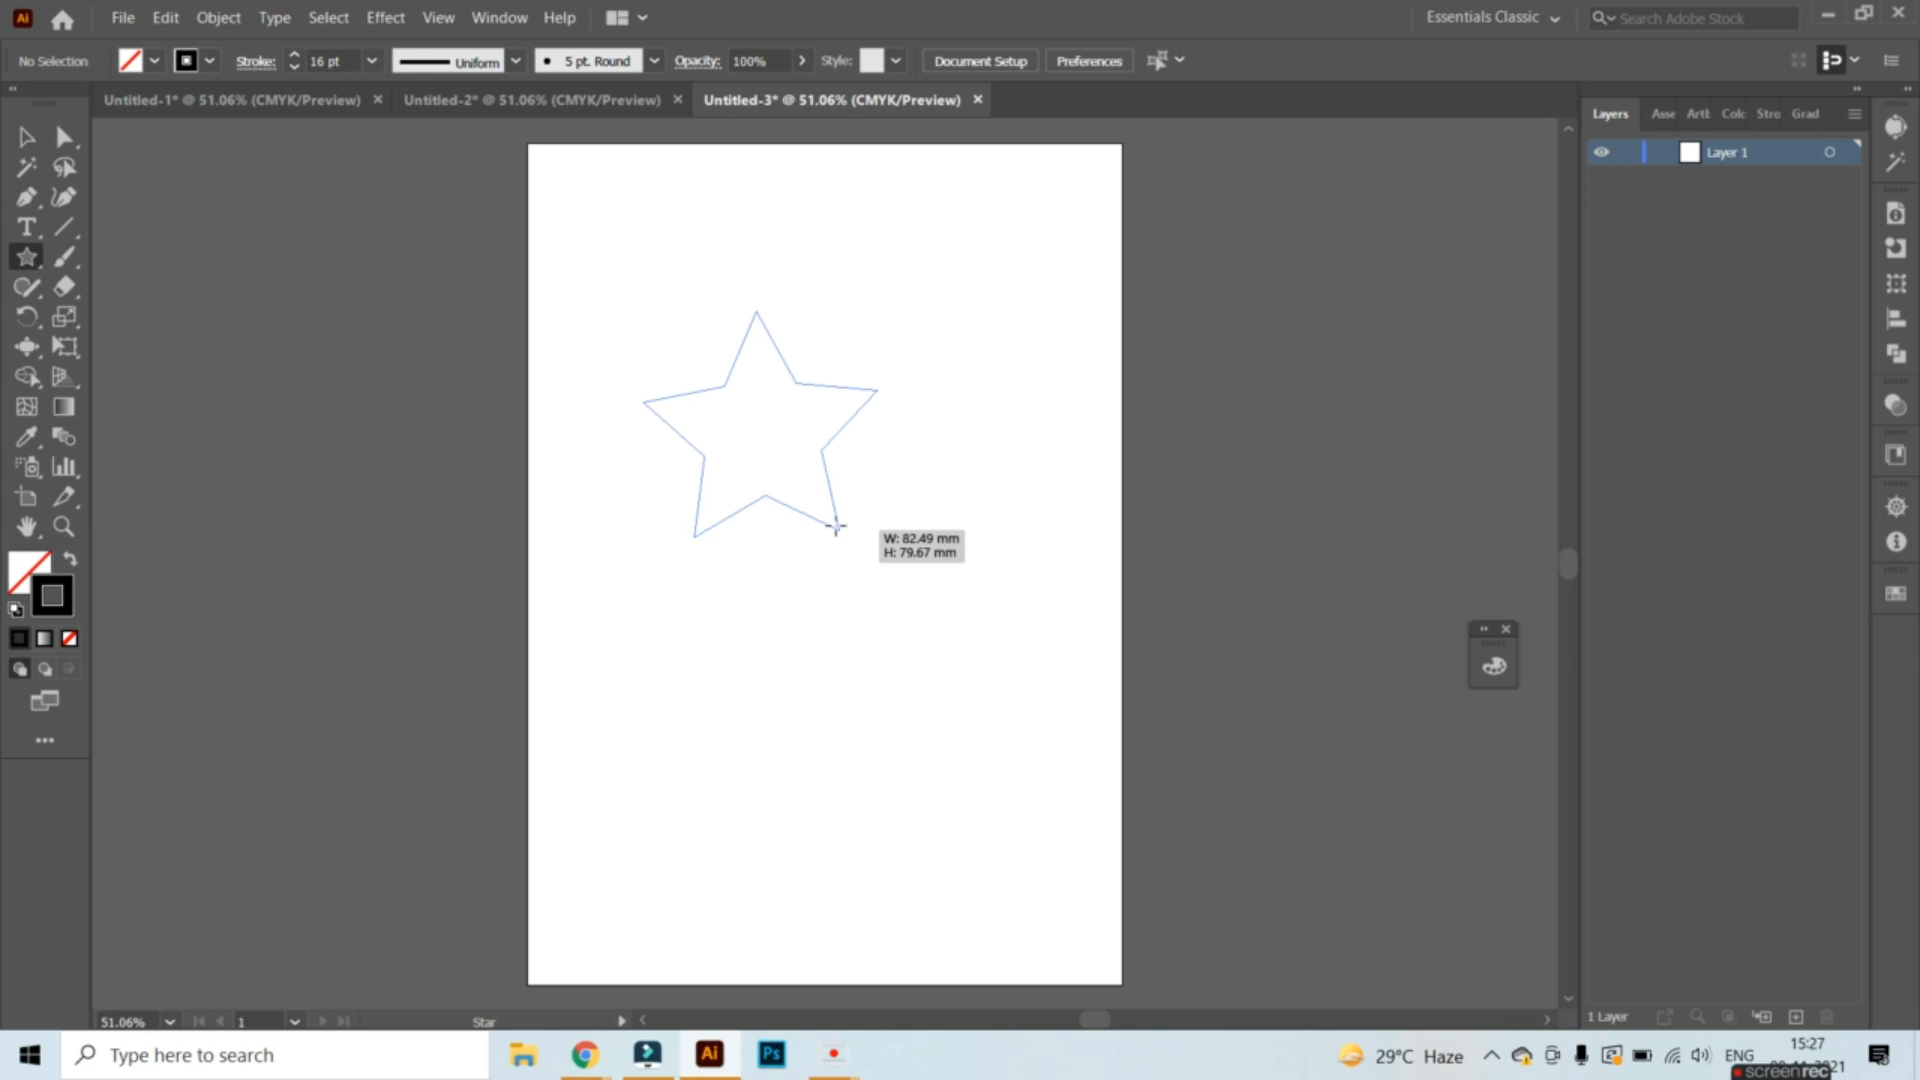 Ai File Edit Object Type Select Effect View Window Help Essentials Classic Search Adobe Stock
No Selection Stroke: 16 pt Uniform 5 pt. Round Opacity: 100% Style: Document Setup Preferences
Untitled-1* @ 51.06% (CMYK/Preview) Untitled-2* @ 51.06% (CMYK/Preview) Untitled-3* @ 51.06% (CMYK/Preview)
Layers Asse Artb Colo Stro Grad
Layer 1
W: 82.49 mm
H: 79.67 mm
51.06% 1 Star 1 Layer
Type here to search Ai Ps 29°C Haze ENG 15:27
screenrec